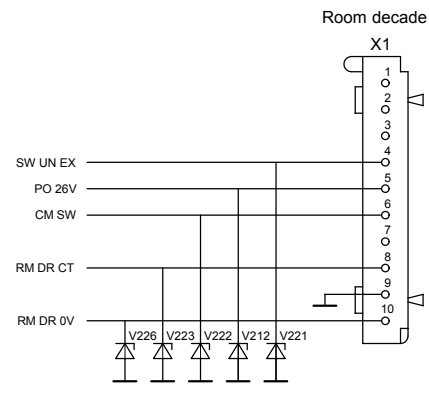 Room decade
X1
1
2
3
SW UN EX 4
PO 26V 5
CM SW 6
7
RM DR CT 8
9
RM DR 0V 10
V226 V223 V222 V212 V221